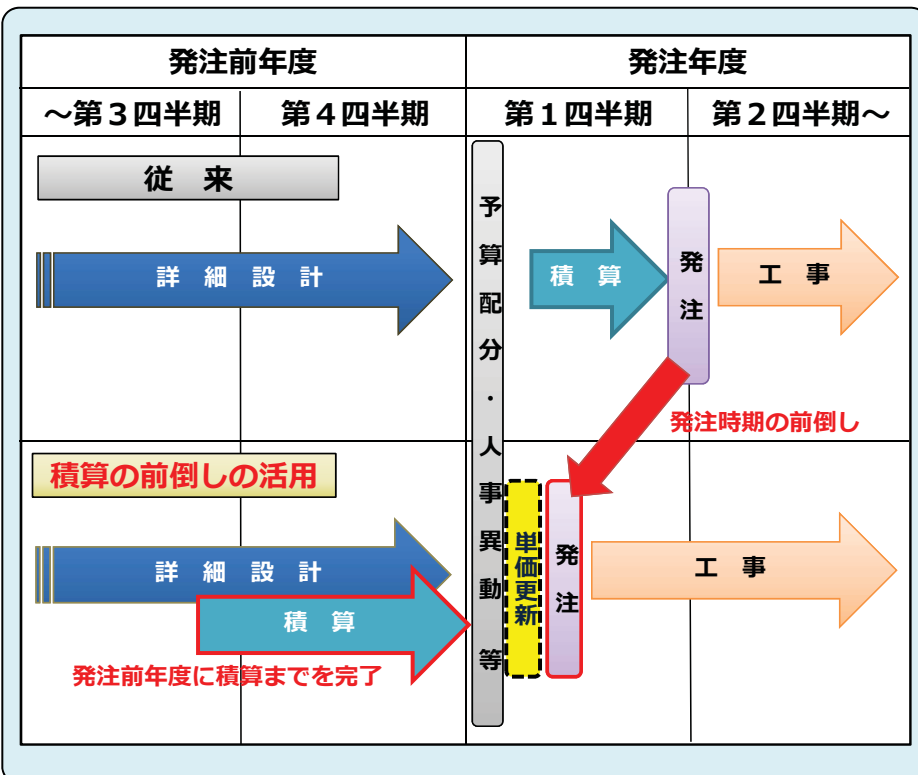 発注前年度
発注年度
～第３四半期
第４四半期
第１四半期
第２四半期～
従　来
詳　細　設　計
予算配分・人事異動　等
積　算
発注
工　事
発注時期の前倒し
積算の前倒しの活用
詳　細　設　計
積　算
発注前年度に積算までを完了
単価更新
発注
工　事